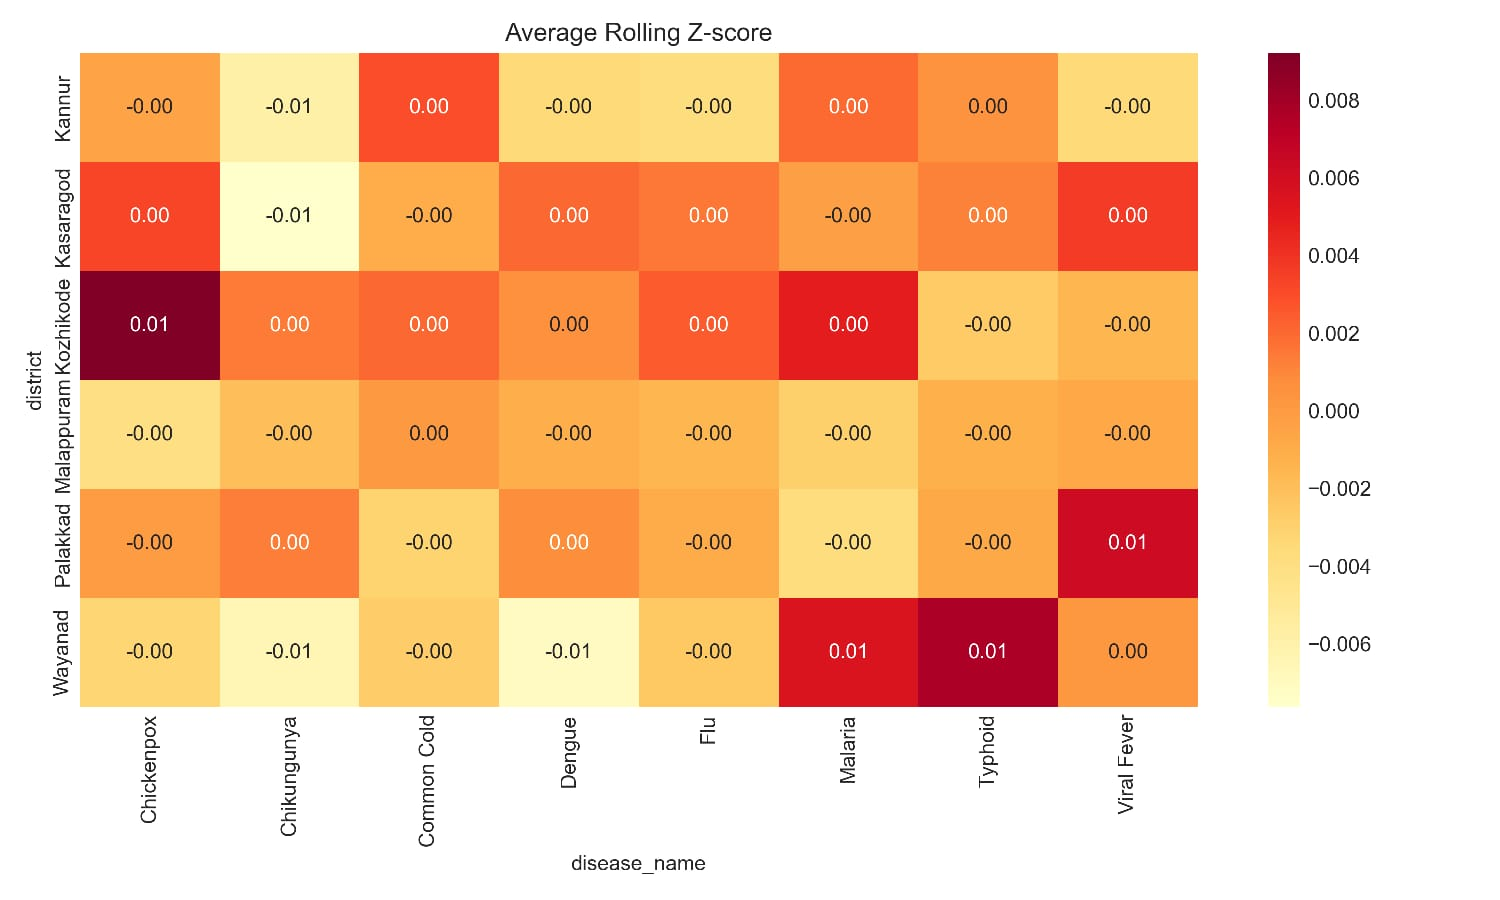 Average Rolling Z-score
district
Kannur
-0.00 -0.01 0.00 -0.00 -0.00 0.00 0.00 -0.00
Kasaragod
0.00 -0.01 -0.00 0.00 0.00 -0.00 0.00 0.00
Kozhikode
0.01 0.00 0.00 0.00 0.00 0.00 -0.00 -0.00
Malappuram
-0.00 -0.00 0.00 -0.00 -0.00 -0.00 -0.00 -0.00
Palakkad
-0.00 0.00 -0.00 0.00 -0.00 -0.00 -0.00 0.01
Wayanad
-0.00 -0.01 -0.00 -0.01 -0.00 0.01 0.01 0.00
Chickenpox
Chikungunya
Common Cold
Dengue
Flu
Malaria
Typhoid
Viral Fever
disease_name
0.008
0.006
0.004
0.002
0.000
−0.002
−0.004
−0.006